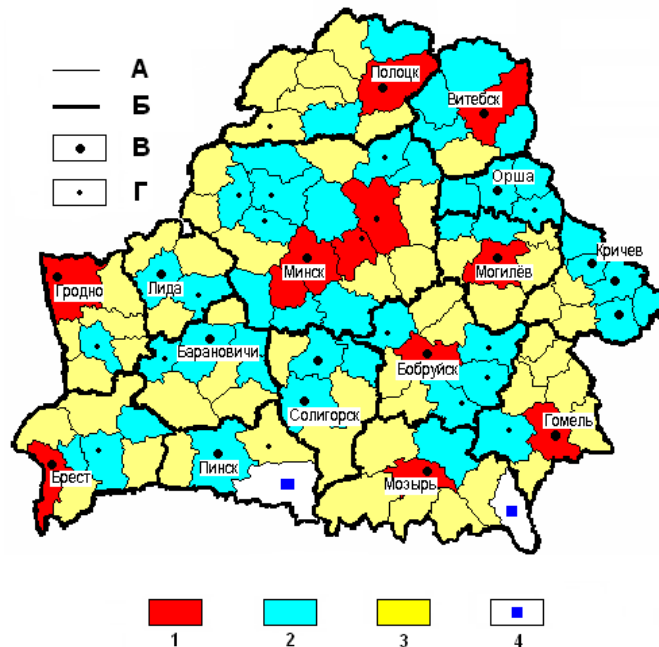 А
Б
В
Г
Полоцк
Витебск
Орша
Кричев
Могилёв
Минск
Гродно
Лида
Барановичи
Бобруйск
Солигорск
Гомель
Пинск
Брест
Мозырь
1
2
3
4